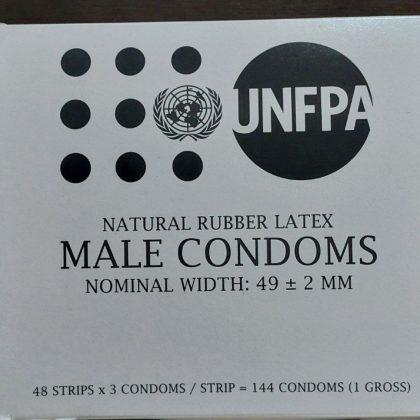 UNFPA
NATURAL RUBBER LATEX
MALE CONDOMS
NOMINAL WIDTH: 49 ± 2 MM
48 STRIPS x 3 CONDOMS / STRIP = 144 CONDOMS (1 GROSS)